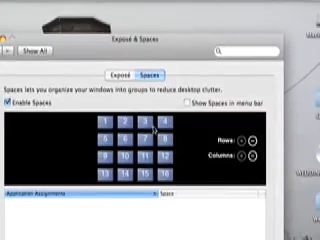 Exposé & Spaces
Show All
Exposé Spaces
Spaces lets you organize your windows into groups to reduce desktop clutter.
Enable Spaces
Show Spaces in menu bar
1 2 3 4
5 6 7 8
9 10 11 12
13 14 15 16
Rows:
Columns:
Application Assignments
Space